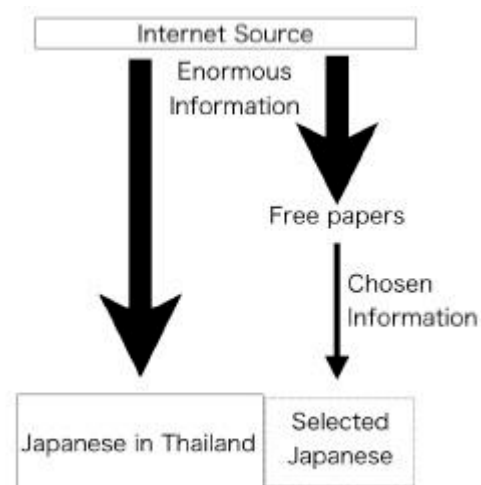 Internet Source
Enormous
Information
Free papers
Chosen
Information
Japanese in Thailand
Selected
Japanese